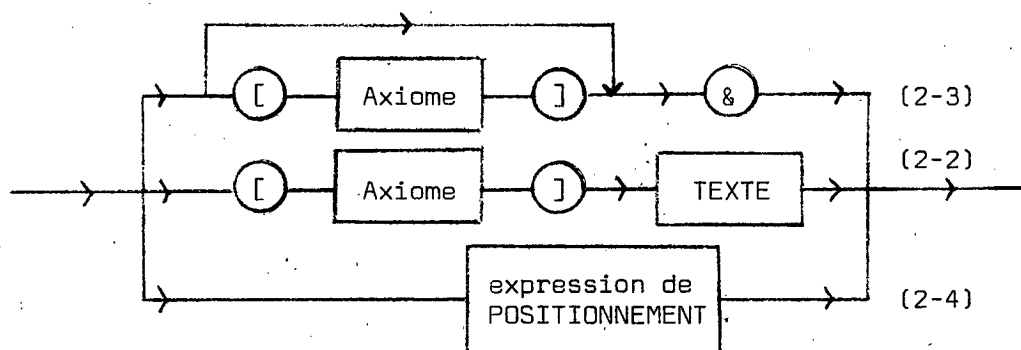 [ Axiome ] & (2-3)
(2-2)
[ Axiome ] TEXTE
expression de
POSITIONNEMENT
(2-4)